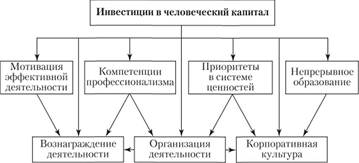 Инвестиции в человеческий капитал
Мотивация
эффективной
деятельности
Компетенции
профессионализма
Приоритеты
в системе
ценностей
Непрерывное
образование
Вознаграждение
деятельности
Организация
деятельности
Корпоративная
культура